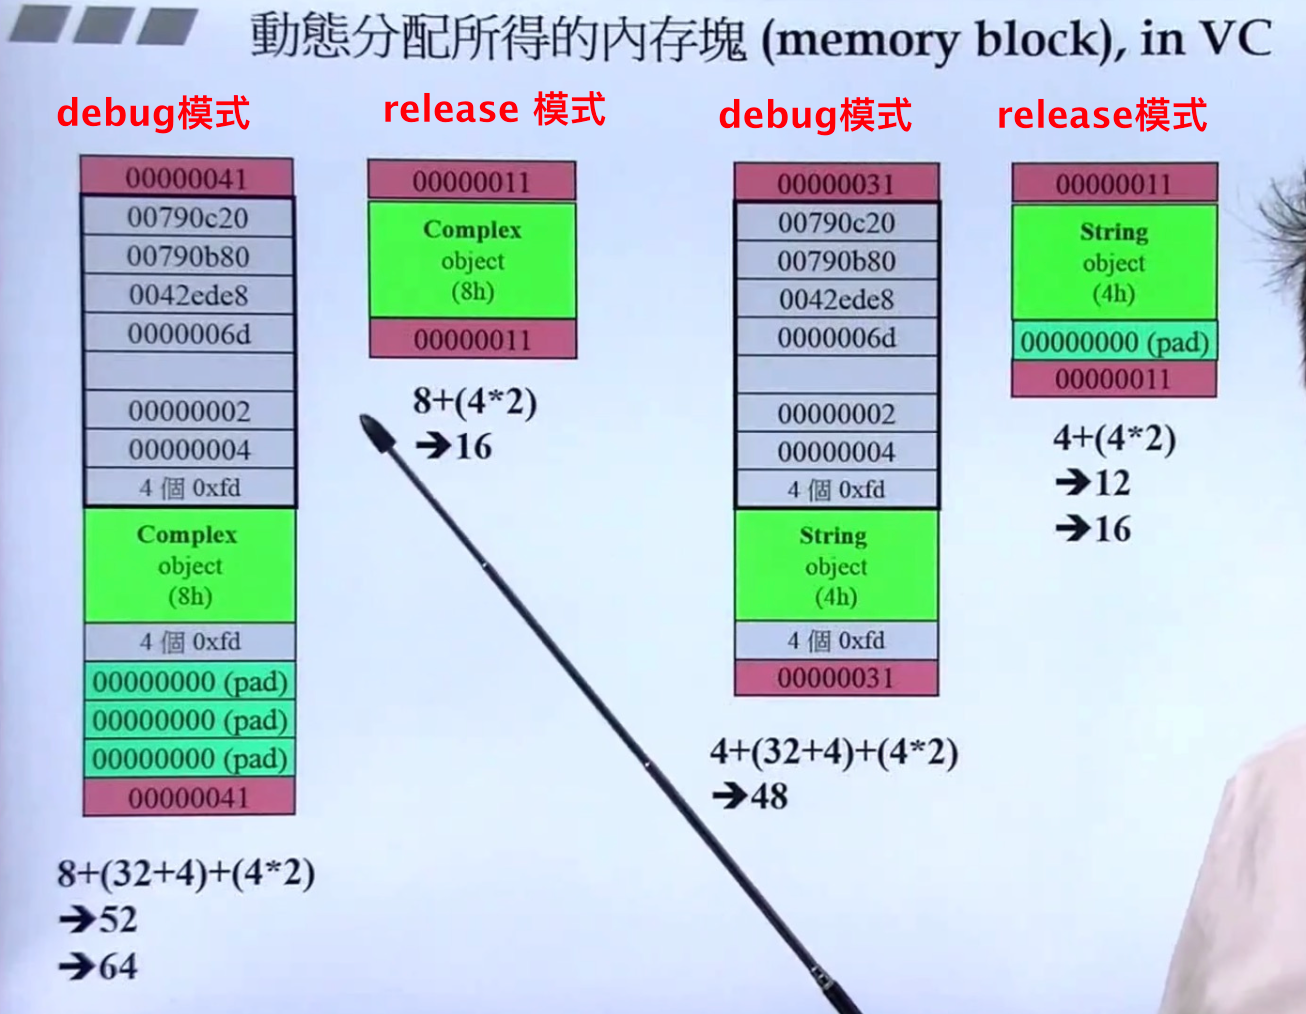 動態分配所得的內存塊 (memory block), in VC
debug模式
00000041
00790c20
00790b80
0042ede8
0000006d
00000002
00000004
4 個 0xfd
Complex
object
(8h)
4 個 0xfd
00000000 (pad)
00000000 (pad)
00000000 (pad)
00000041
8+(32+4)+(4*2)
➔52
➔64
release 模式
00000011
Complex
object
(8h)
00000011
8+(4*2)
➔16
debug模式
00000031
00790c20
00790b80
0042ede8
0000006d
00000002
00000004
4 個 0xfd
String
object
(4h)
4 個 0xfd
00000031
4+(32+4)+(4*2)
➔48
release模式
00000011
String
object
(4h)
00000000 (pad)
00000011
4+(4*2)
➔12
➔16